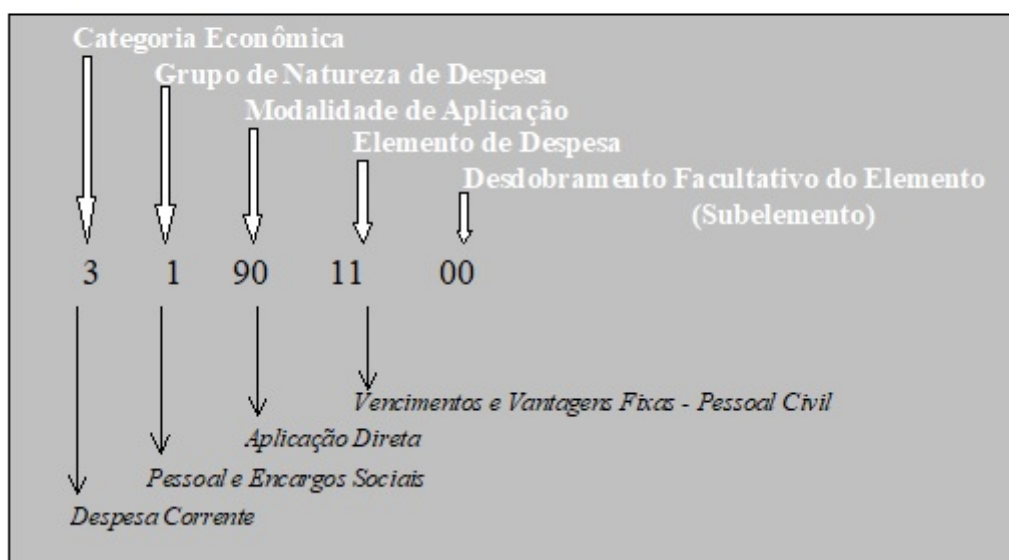 Categoria Econômica
Grupo de Natureza de Despesa
Modalidade de Aplicação
Elemento de Despesa
Desdobramento Facultativo do Elemento
(Subelemento)
3 1 90 11 00
Vencimentos e Vantagens Fixas - Pessoal Civil
Aplicação Direta
Pessoal e Encargos Sociais
Despesa Corrente